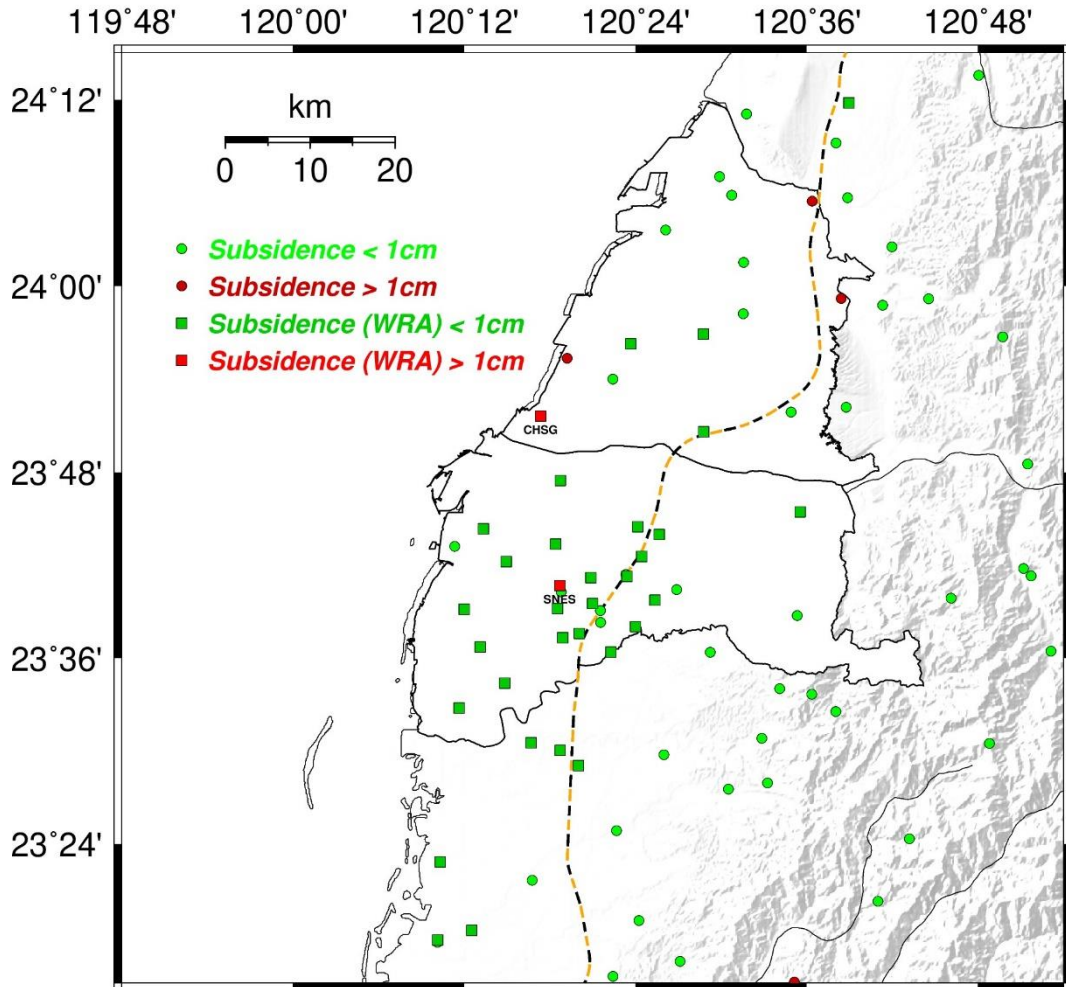 119˚48' 120˚00' 120˚12' 120˚24' 120˚36' 120˚48'
24˚12'
km
0 10 20
Subsidence < 1cm
24˚00'
Subsidence > 1cm
Subsidence (WRA) < 1cm
Subsidence (WRA) > 1cm
CHSG
23˚48'
SNES
23˚36'
23˚24'